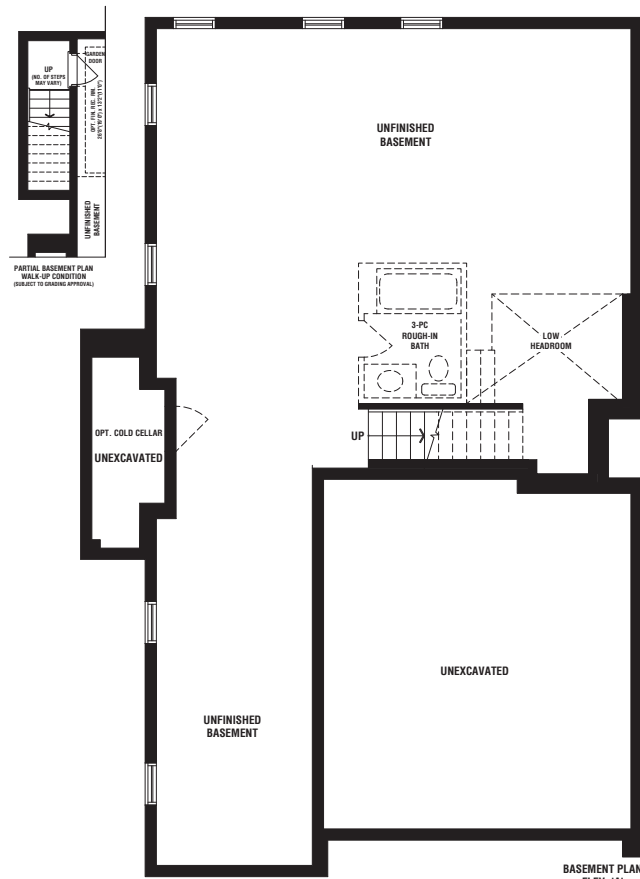 UP
(NO. OF STEPS
MAY VARY)
GARDEN
DOOR
UNFINISHED
BASEMENT
PARTIAL BASEMENT PLAN
WALK-UP CONDITION
(SUBJECT TO GRADING APPROVAL)
UNFINISHED
BASEMENT
3-PC
ROUGH-IN
BATH
LOW
HEADROOM
UP
OPT. COLD CELLAR
UNEXCAVATED
UNEXCAVATED
UNFINISHED
BASEMENT
BASEMENT PLAN